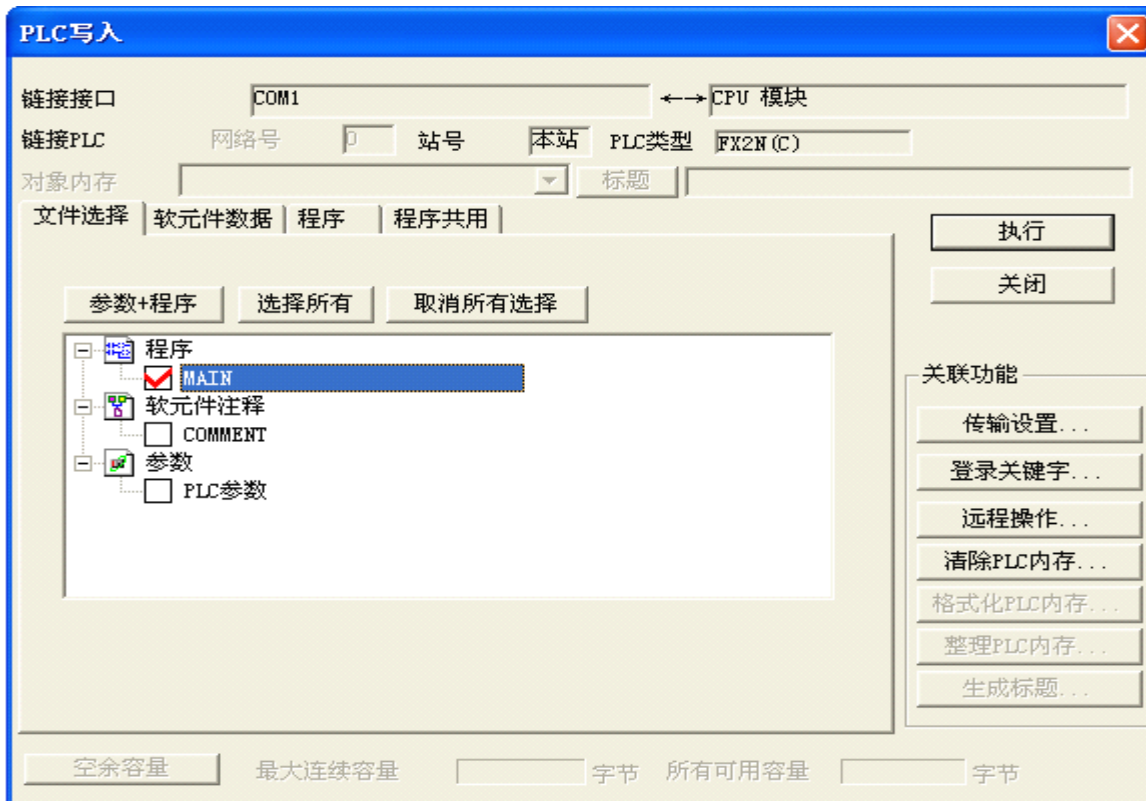 PLC写入
链接接口 COM1 ←→ CPU 模块
链接PLC 网络号 0 站号 本站 PLC类型 FX2N(C)
对象内存 标题
文件选择 软元件数据 程序 程序共用
执行
关闭
参数+程序 选择所有 取消所有选择
程序
MAIN
软元件注释
COMMENT
参数
PLC参数
关联功能
传输设置...
登录关键字...
远程操作...
清除PLC内存...
格式化PLC内存...
整理PLC内存...
生成标题...
空余容量 最大连续容量 字节 所有可用容量 字节